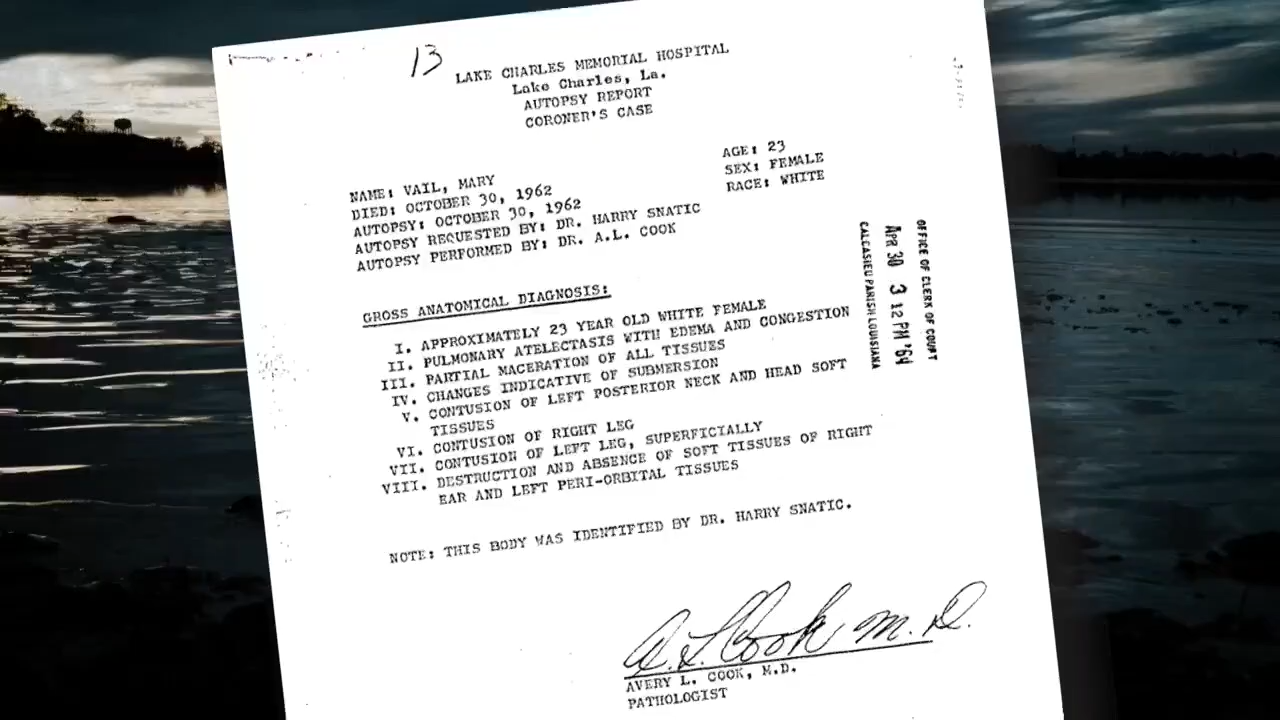 13
LAKE CHARLES MEMORIAL HOSPITAL
Lake Charles, La.
AUTOPSY REPORT
CORONER'S CASE
AGE: 23
SEX: FEMALE
RACE: WHITE
NAME: VAIL, MARY
DIED: OCTOBER 30, 1962
AUTOPSY: OCTOBER 30, 1962
AUTOPSY REQUESTED BY: DR. HARRY SNATIC
AUTOPSY PERFORMED BY: DR. A.L. COOK
OFFICE OF CLERK OF COURT
APR 30 3 12 PM '64
CALCASIEU PARISH LOUISIANA
GROSS ANATOMICAL DIAGNOSIS:
I. APPROXIMATELY 23 YEAR OLD WHITE FEMALE
II. PULMONARY ATELECTASIS WITH EDEMA AND CONGESTION
III. PARTIAL MACERATION OF ALL TISSUES
IV. CHANGES INDICATIVE OF SUBMERSION
V. CONTUSION OF LEFT POSTERIOR NECK AND HEAD SOFT
TISSUES
VI. CONTUSION OF RIGHT LEG
VII. CONTUSION OF LEFT LEG, SUPERFICIALLY
VIII. DESTRUCTION AND ABSENCE OF SOFT TISSUES OF RIGHT
EAR AND LEFT PERI-ORBITAL TISSUES
NOTE: THIS BODY WAS IDENTIFIED BY DR. HARRY SNATIC.
A. L. Cook M. D.
AVERY L. COOK, M.D.
PATHOLOGIST